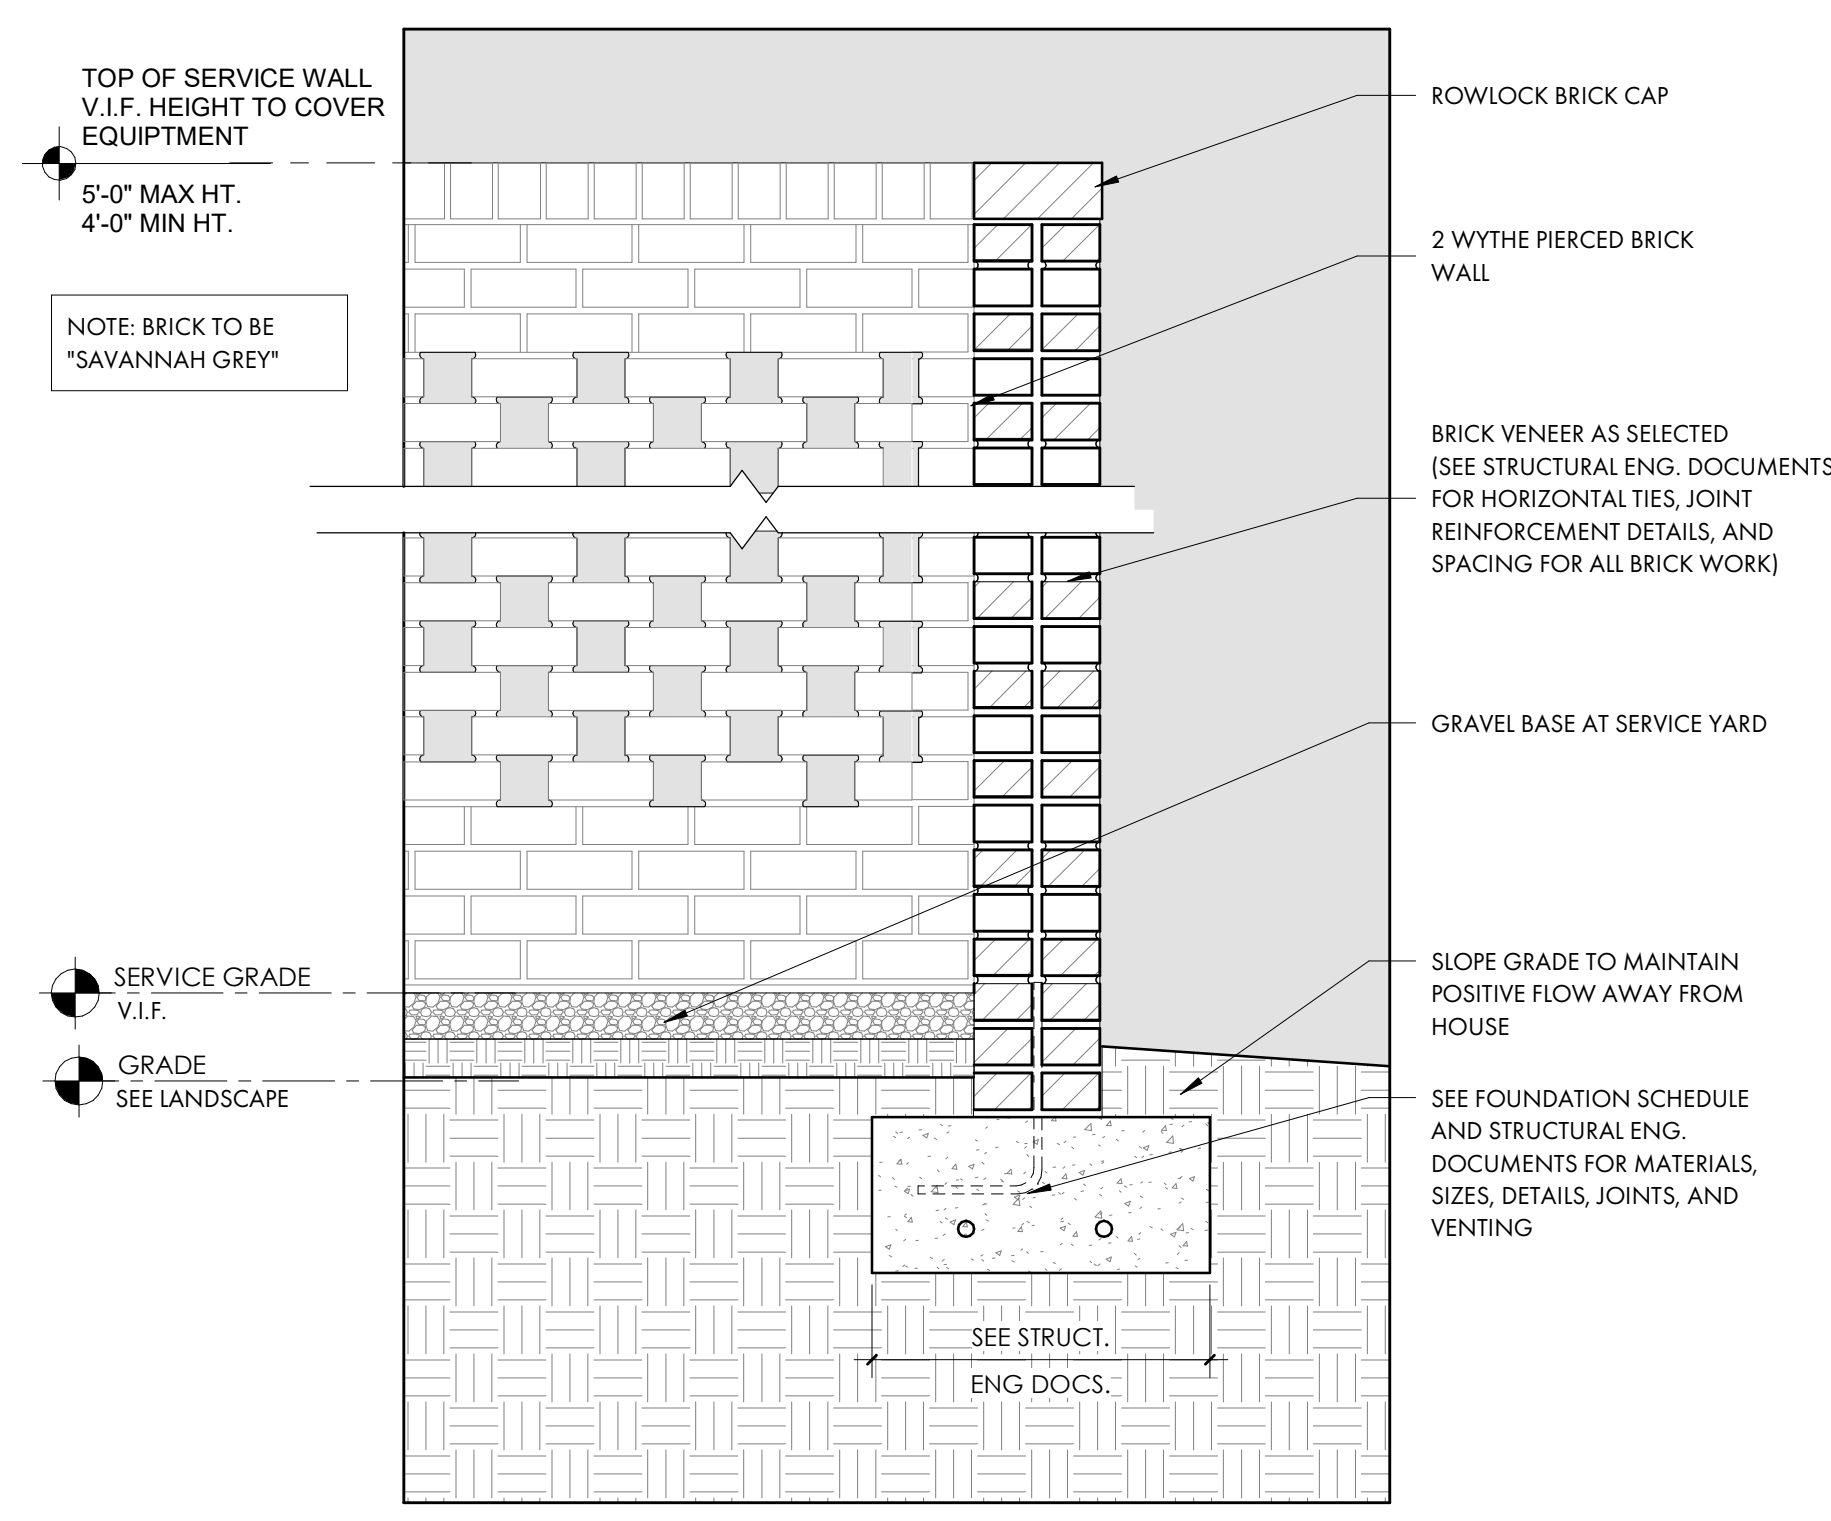 TOP OF SERVICE WALL
V.I.F. HEIGHT TO COVER
EQUIPTMENT
5'-0" MAX HT.
4'-0" MIN HT.
NOTE: BRICK TO BE
"SAVANNAH GREY"
SERVICE GRADE
V.I.F.
GRADE
SEE LANDSCAPE
ROWLOCK BRICK CAP
2 WYTHE PIERCED BRICK
WALL
BRICK VENEER AS SELECTED
(SEE STRUCTURAL ENG. DOCUMENTS
FOR HORIZONTAL TIES, JOINT
REINFORCEMENT DETAILS, AND
SPACING FOR ALL BRICK WORK)
GRAVEL BASE AT SERVICE YARD
SLOPE GRADE TO MAINTAIN
POSITIVE FLOW AWAY FROM
HOUSE
SEE FOUNDATION SCHEDULE
AND STRUCTURAL ENG.
DOCUMENTS FOR MATERIALS,
SIZES, DETAILS, JOINTS, AND
VENTING
SEE STRUCT.
ENG DOCS.